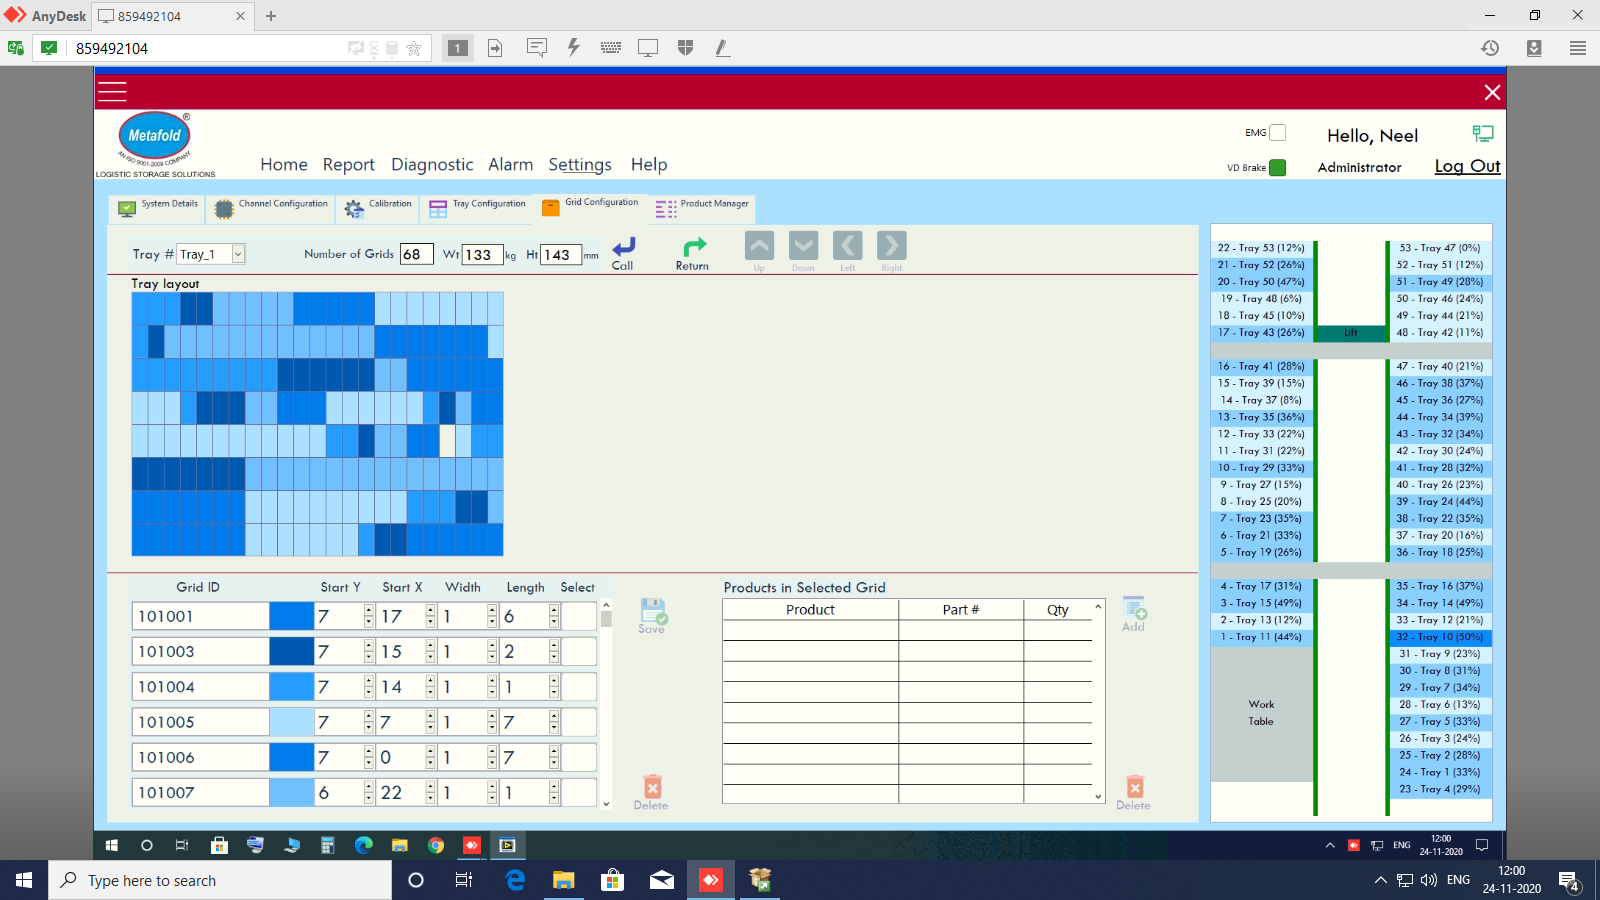 AnyDesk
859492104
859492104
1
Metafold
®
AN ISO 9001-2008 COMPANY
LOGISTIC STORAGE SOLUTIONS
Home Report Diagnostic Alarm Settings Help
EMG
Hello, Neel
VD Brake
Administrator
Log Out
System Details
Channel Configuration
Calibration
Tray Configuration
Grid Configuration
Product Manager
Tray # Tray_1
Number of Grids 68 Wt 133 kg Ht 143 mm
Call
Return
Up
Down
Left
Right
Tray layout
Grid ID Start Y Start X Width Length Select
101001 7 17 1 6
101003 7 15 1 2
101004 7 14 1 1
101005 7 7 1 7
101006 7 0 1 7
101007 6 22 1 1
Save
Delete
Products in Selected Grid
Product Part # Qty
Add
Delete
22 - Tray 53 (12%)
21 - Tray 52 (26%)
20 - Tray 50 (47%)
19 - Tray 48 (6%)
18 - Tray 45 (10%)
17 - Tray 43 (26%)
16 - Tray 41 (28%)
15 - Tray 39 (15%)
14 - Tray 37 (8%)
13 - Tray 35 (36%)
12 - Tray 33 (22%)
11 - Tray 31 (22%)
10 - Tray 29 (33%)
9 - Tray 27 (15%)
8 - Tray 25 (20%)
7 - Tray 23 (35%)
6 - Tray 21 (33%)
5 - Tray 19 (26%)
4 - Tray 17 (31%)
3 - Tray 15 (49%)
2 - Tray 13 (12%)
1 - Tray 11 (44%)
Work
Table
Lift
53 - Tray 47 (0%)
52 - Tray 51 (12%)
51 - Tray 49 (28%)
50 - Tray 46 (24%)
49 - Tray 44 (21%)
48 - Tray 42 (11%)
47 - Tray 40 (21%)
46 - Tray 38 (37%)
45 - Tray 36 (27%)
44 - Tray 34 (39%)
43 - Tray 32 (34%)
42 - Tray 30 (24%)
41 - Tray 28 (32%)
40 - Tray 26 (23%)
39 - Tray 24 (44%)
38 - Tray 22 (35%)
37 - Tray 20 (16%)
36 - Tray 18 (25%)
35 - Tray 16 (37%)
34 - Tray 14 (49%)
33 - Tray 12 (21%)
32 - Tray 10 (50%)
31 - Tray 9 (23%)
30 - Tray 8 (31%)
29 - Tray 7 (34%)
28 - Tray 6 (13%)
27 - Tray 5 (33%)
26 - Tray 3 (24%)
25 - Tray 2 (28%)
24 - Tray 1 (33%)
23 - Tray 4 (29%)
ENG
12:00
24-11-2020
Type here to search
ENG
12:00
24-11-2020
4